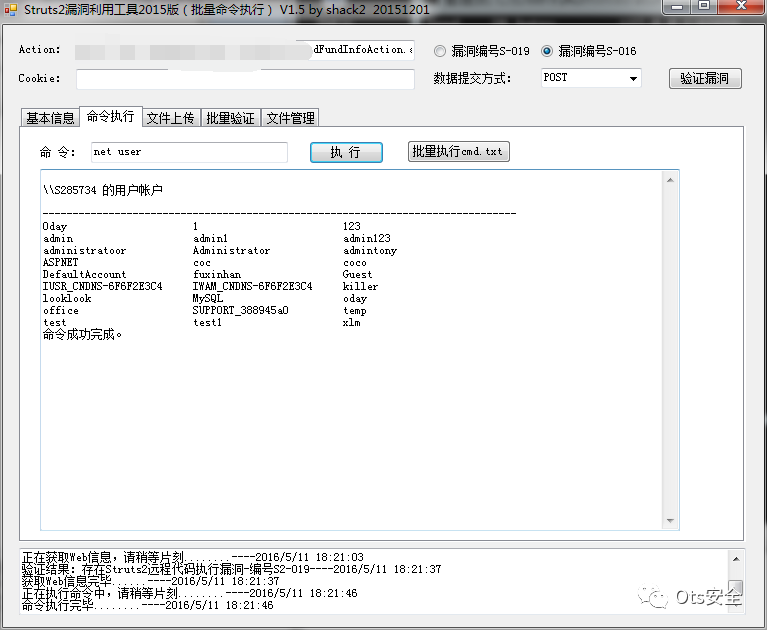 Struts2漏洞利用工具2015版（批量命令执行） V1.5 by shack2 20151201
Action: dFundInfoAction.
漏洞编号S-019 漏洞编号S-016
Cookie: 数据提交方式: POST 验证漏洞
基本信息 命令执行 文件上传 批量验证 文件管理
命 令: net user 执 行 批量执行cmd.txt
\\S285734 的用户帐户
-------------------------------------------------------------------------------
0day 1 123
admin admin1 admin123
administratoor Administrator admintony
ASPNET coc coco
DefaultAccount fuxinhan Guest
IUSR_CNDNS-6F6F2E3C4 IWAM_CNDNS-6F6F2E3C4 killer
looklook MySQL oday
office SUPPORT_388945a0 temp
test test1 xlm
命令成功完成。
正在获取Web信息，请稍等片刻........----2016/5/11 18:21:03
验证结果：存在Struts2远程代码执行漏洞-编号S2-019----2016/5/11 18:21:37
获取Web信息完毕......----2016/5/11 18:21:37
正在执行命令中，请稍等片刻........----2016/5/11 18:21:46
命令执行完毕........----2016/5/11 18:21:46
Ots安全